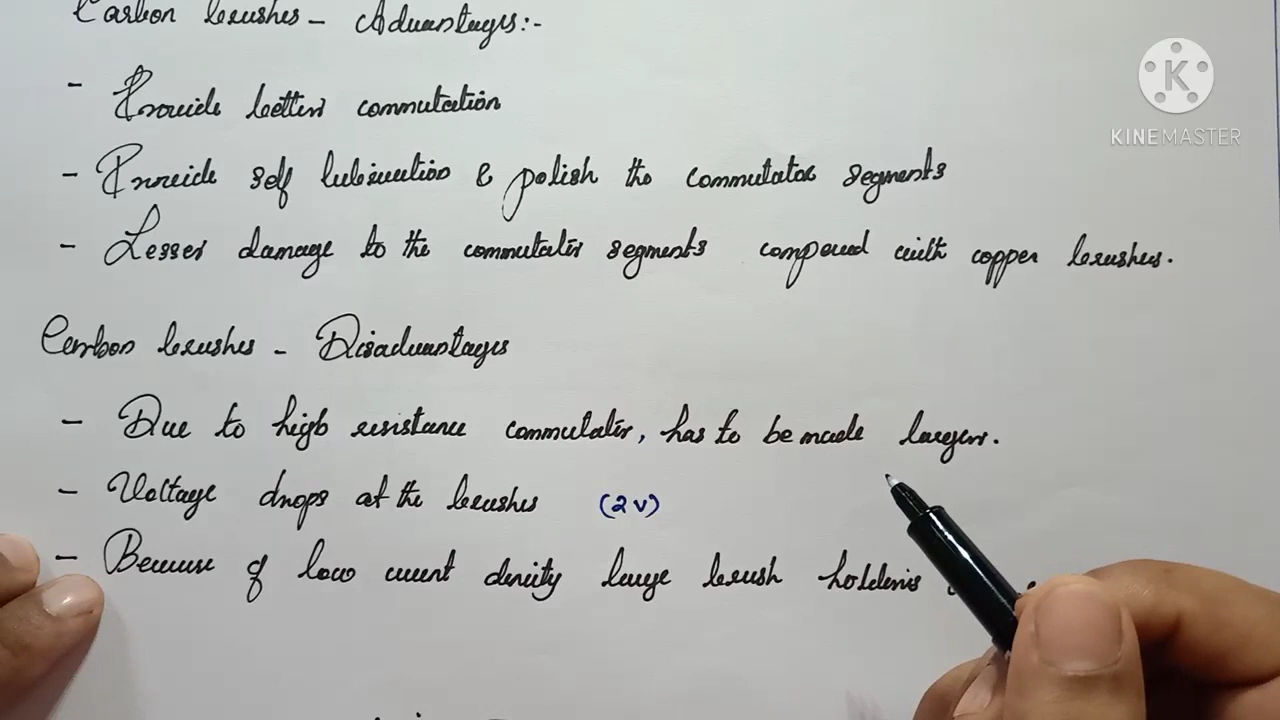 Carbon brushes - Advantages:-
K
KINEMASTER
- Provide better commutation
- Provide self lubrication & polish the commutator segments
- Lesser damage to the commutator segments compared with copper brushes.
Carbon brushes - Disadvantages
- Due to high resistance commutator, has to be made larger.
- Voltage drops at the brushes (2V)
- Because of low current density large brush holders